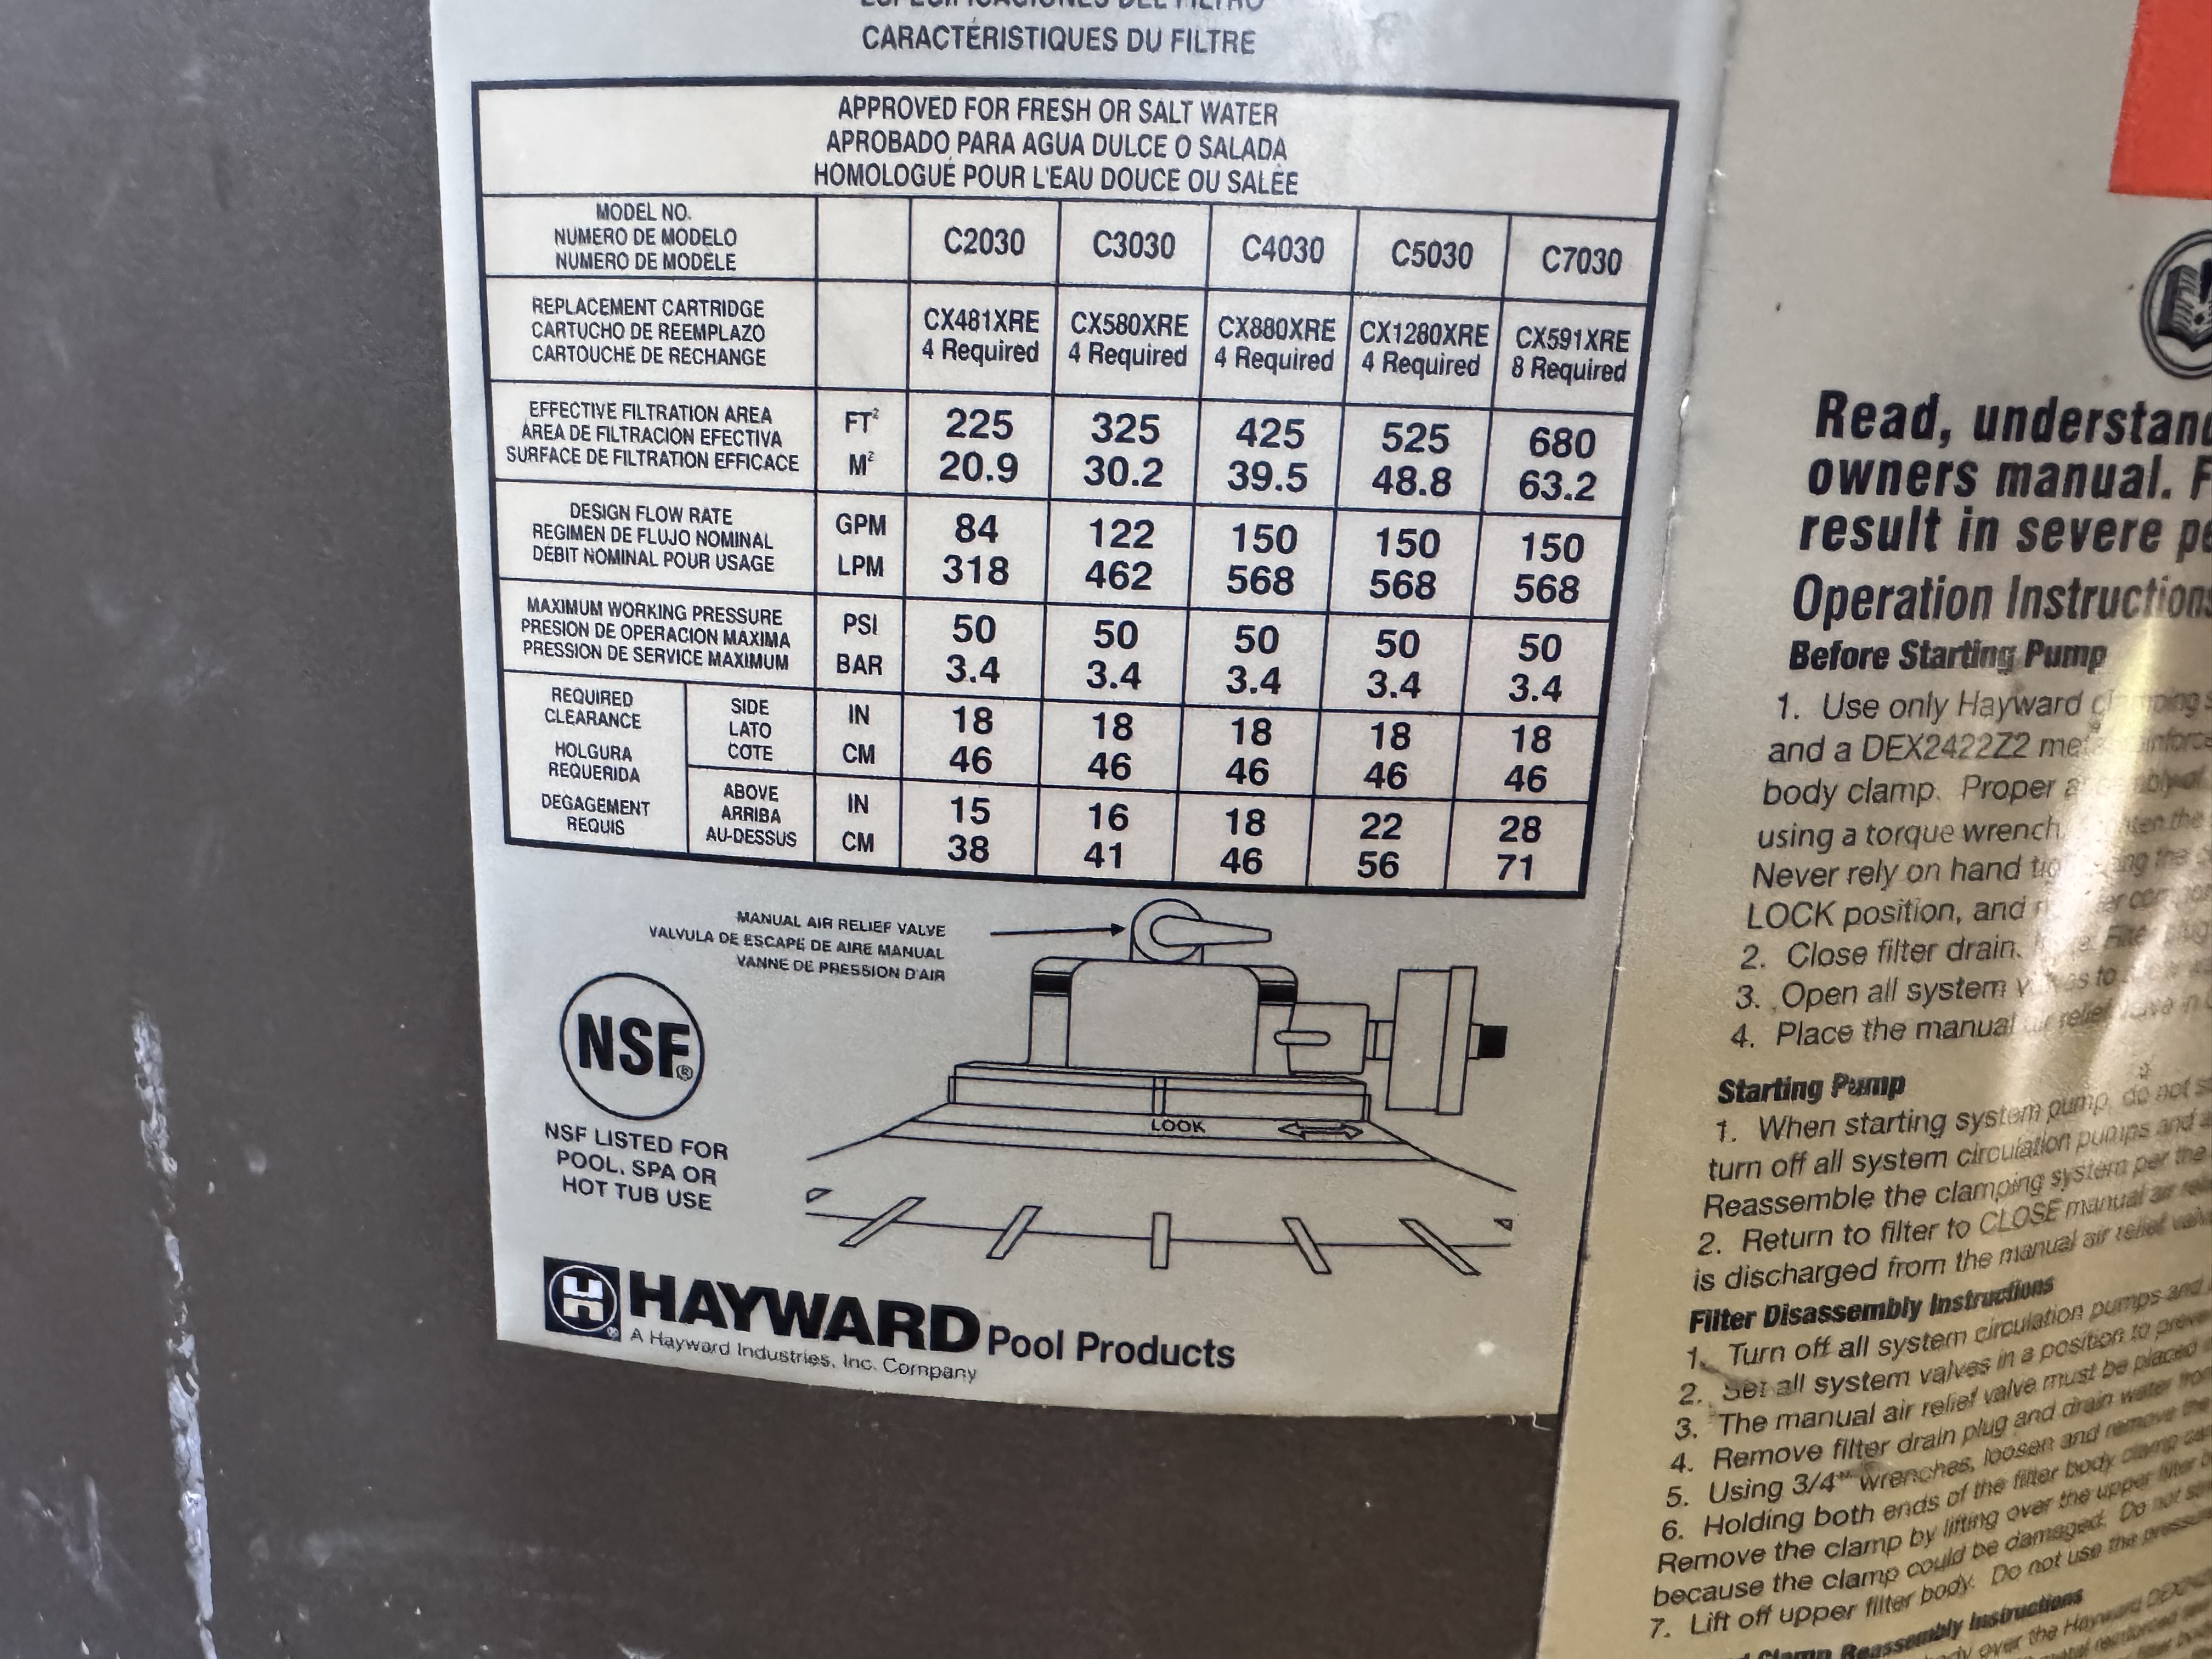 CARACTÉRISTIQUES DU FILTRE
APPROVED FOR FRESH OR SALT WATER
APROBADO PARA AGUA DULCE O SALADA
HOMOLOGUÉ POUR L'EAU DOUCE OU SALÉE
MODEL NO.
NUMERO DE MODELO
NUMERO DE MODÈLE
C2030 C3030 C4030 C5030 C7030
REPLACEMENT CARTRIDGE
CARTUCHO DE REEMPLAZO
CARTOUCHE DE RECHANGE
CX481XRE CX580XRE CX880XRE CX1280XRE CX591XRE
4 Required 4 Required 4 Required 4 Required 8 Required
EFFECTIVE FILTRATION AREA
ÁREA DE FILTRACIÓN EFECTIVA
SURFACE DE FILTRATION EFFICACE
FT² 225 325 425 525 680
M² 20.9 30.2 39.5 48.8 63.2
DESIGN FLOW RATE
RÉGIMEN DE FLUJO NOMINAL
DÉBIT NOMINAL POUR USAGE
GPM 84 122 150 150 150
LPM 318 462 568 568 568
MAXIMUM WORKING PRESSURE
PRESION DE OPERACION MAXIMA
PRESSION DE SERVICE MAXIMUM
PSI 50 50 50 50 50
BAR 3.4 3.4 3.4 3.4 3.4
REQUIRED
CLEARANCE
HOLGURA
REQUERIDA
DEGAGEMENT
REQUIS
SIDE
LATO
COTE
IN 18 18 18 18 18
CM 46 46 46 46 46
ABOVE
ARRIBA
AU-DESSUS
IN 15 16 18 22 28
CM 38 41 46 56 71
MANUAL AIR RELIEF VALVE
VALVULA DE ESCAPE DE AIRE MANUAL
VANNE DE PRESSION D'AIR
LOOK
NSF®
NSF LISTED FOR
POOL, SPA OR
HOT TUB USE
HAYWARD Pool Products
A Hayward Industries, Inc. Company
Read, understand
owners manual.
result in severe
Operation Instructions
Before Starting Pump
1. Use only Hayward
and a DEX2422Z2
body clamp. Proper
using a torque wrench
Never rely on hand
LOCK position, and
2. Close filter drain.
3. Open all system
4. Place the manual air relief
Starting Pump
1. When starting system pump, do not
turn off all system circulation pumps and
Reassemble the clamping system per the
2. Return to filter to CLOSE manual air relief
is discharged from the manual air relief valve
Filter Disassembly Instructions
1. Turn off all system circulation pumps and
2. Set all system valves in a position to prevent
3. The manual air relief valve must be placed
4. Remove filter drain plug and drain water from
5. Using 3/4" wrenches, loosen and remove the
6. Holding both ends of the filter body clamp
Remove the clamp by lifting over the upper filter
because the clamp could be damaged. Do not
7. Lift off upper filter body. Do not use the pressure
Clamp Reassembly Instructions
over the Hayward